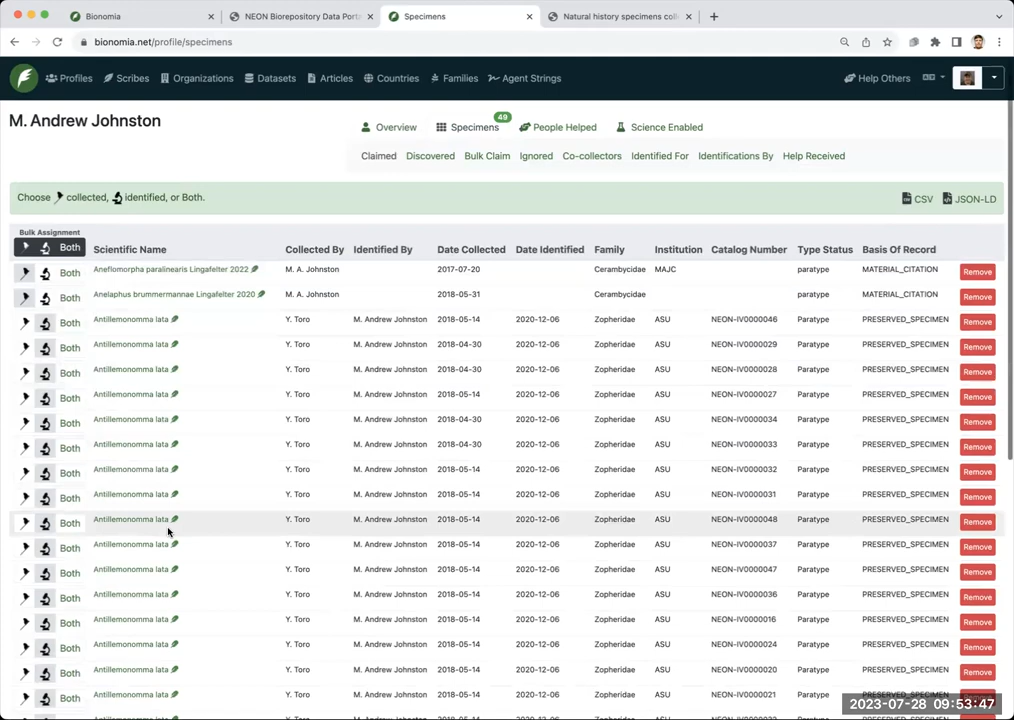 Bionomia
NEON Biorepository Data Porta
Specimens
Natural history specimens coll
bionomia.net/profile/specimens
Profiles Scribes Organizations Datasets Articles Countries Families Agent Strings Help Others
M. Andrew Johnston
Overview Specimens 49 People Helped Science Enabled
Claimed Discovered Bulk Claim Ignored Co-collectors Identified For Identifications By Help Received
Choose collected, identified, or Both. CSV JSON-LD
Bulk Assignment
Both Scientific Name Collected By Identified By Date Collected Date Identified Family Institution Catalog Number Type Status Basis Of Record
Both Aneflomorpha paralinearis Lingafelter 2022 M. A. Johnston 2017-07-20 Cerambycidae MAJC paratype MATERIAL_CITATION Remove
Both Anelaphus brummermannae Lingafelter 2020 M. A. Johnston 2018-05-31 Cerambycidae paratype MATERIAL_CITATION Remove
Both Antillemonomma lata Y. Toro M. Andrew Johnston 2018-05-14 2020-12-06 Zopheridae ASU NEON-IV0000046 Paratype PRESERVED_SPECIMEN Remove
Both Antillemonomma lata Y. Toro M. Andrew Johnston 2018-04-30 2020-12-06 Zopheridae ASU NEON-IV0000029 Paratype PRESERVED_SPECIMEN Remove
Both Antillemonomma lata Y. Toro M. Andrew Johnston 2018-04-30 2020-12-06 Zopheridae ASU NEON-IV0000028 Paratype PRESERVED_SPECIMEN Remove
Both Antillemonomma lata Y. Toro M. Andrew Johnston 2018-05-14 2020-12-06 Zopheridae ASU NEON-IV0000027 Paratype PRESERVED_SPECIMEN Remove
Both Antillemonomma lata Y. Toro M. Andrew Johnston 2018-04-30 2020-12-06 Zopheridae ASU NEON-IV0000034 Paratype PRESERVED_SPECIMEN Remove
Both Antillemonomma lata Y. Toro M. Andrew Johnston 2018-04-30 2020-12-06 Zopheridae ASU NEON-IV0000033 Paratype PRESERVED_SPECIMEN Remove
Both Antillemonomma lata Y. Toro M. Andrew Johnston 2018-05-14 2020-12-06 Zopheridae ASU NEON-IV0000032 Paratype PRESERVED_SPECIMEN Remove
Both Antillemonomma lata Y. Toro M. Andrew Johnston 2018-05-14 2020-12-06 Zopheridae ASU NEON-IV0000031 Paratype PRESERVED_SPECIMEN Remove
Both Antillemonomma lata Y. Toro M. Andrew Johnston 2018-05-14 2020-12-06 Zopheridae ASU NEON-IV0000048 Paratype PRESERVED_SPECIMEN Remove
Both Antillemonomma lata Y. Toro M. Andrew Johnston 2018-05-14 2020-12-06 Zopheridae ASU NEON-IV0000037 Paratype PRESERVED_SPECIMEN Remove
Both Antillemonomma lata Y. Toro M. Andrew Johnston 2018-05-14 2020-12-06 Zopheridae ASU NEON-IV0000047 Paratype PRESERVED_SPECIMEN Remove
Both Antillemonomma lata Y. Toro M. Andrew Johnston 2018-05-14 2020-12-06 Zopheridae ASU NEON-IV0000036 Paratype PRESERVED_SPECIMEN Remove
Both Antillemonomma lata Y. Toro M. Andrew Johnston 2018-05-14 2020-12-06 Zopheridae ASU NEON-IV0000016 Paratype PRESERVED_SPECIMEN Remove
Both Antillemonomma lata Y. Toro M. Andrew Johnston 2018-05-14 2020-12-06 Zopheridae ASU NEON-IV0000024 Paratype PRESERVED_SPECIMEN Remove
Both Antillemonomma lata Y. Toro M. Andrew Johnston 2018-05-14 2020-12-06 Zopheridae ASU NEON-IV0000020 Paratype PRESERVED_SPECIMEN Remove
Both Antillemonomma lata Y. Toro M. Andrew Johnston 2018-05-14 2020-12-06 Zopheridae ASU NEON-IV0000021 Paratype PRESERVED_SPECIMEN
2023-07-28 09:53:47